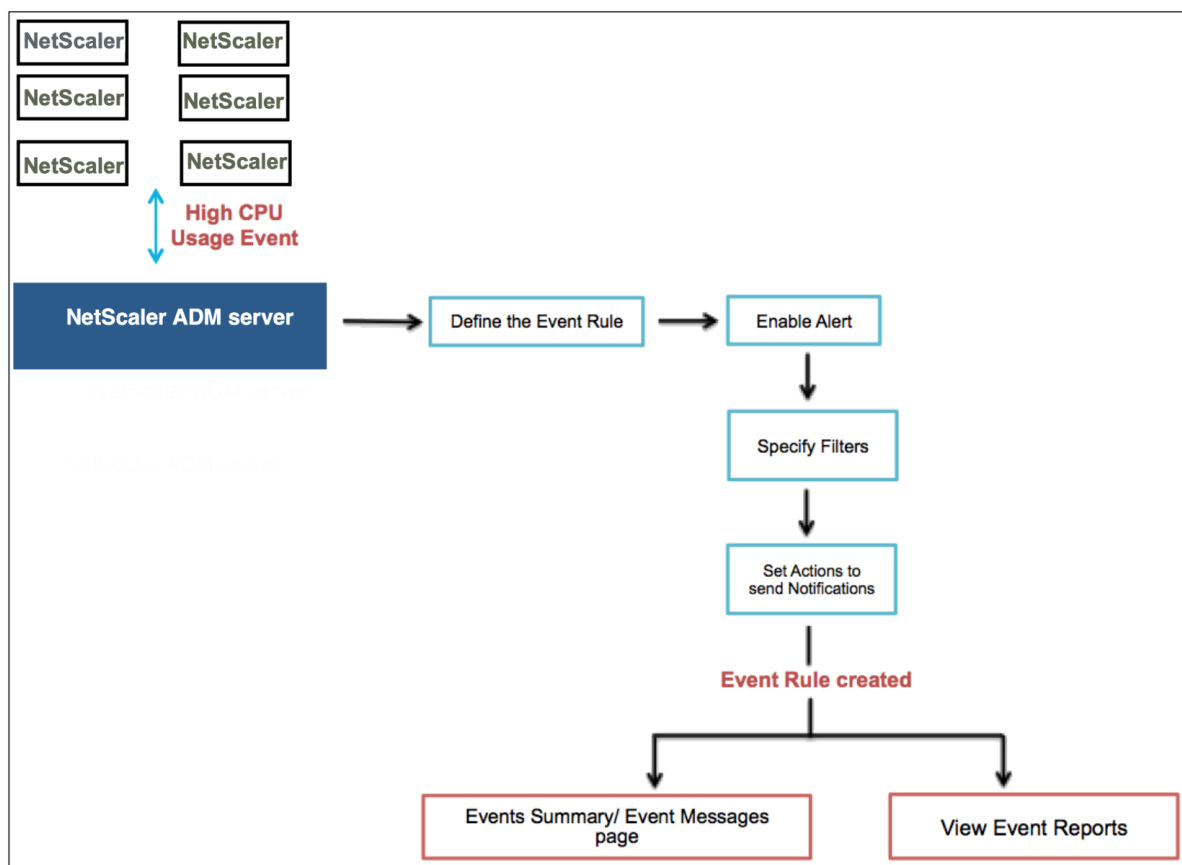 NetScaler
NetScaler
NetScaler
NetScaler
NetScaler
NetScaler
High CPU
Usage Event
NetScaler ADM server
Define the Event Rule
Enable Alert
Specify Filters
Set Actions to
send Notifications
Event Rule created
Events Summary/ Event Messages
page
View Event Reports